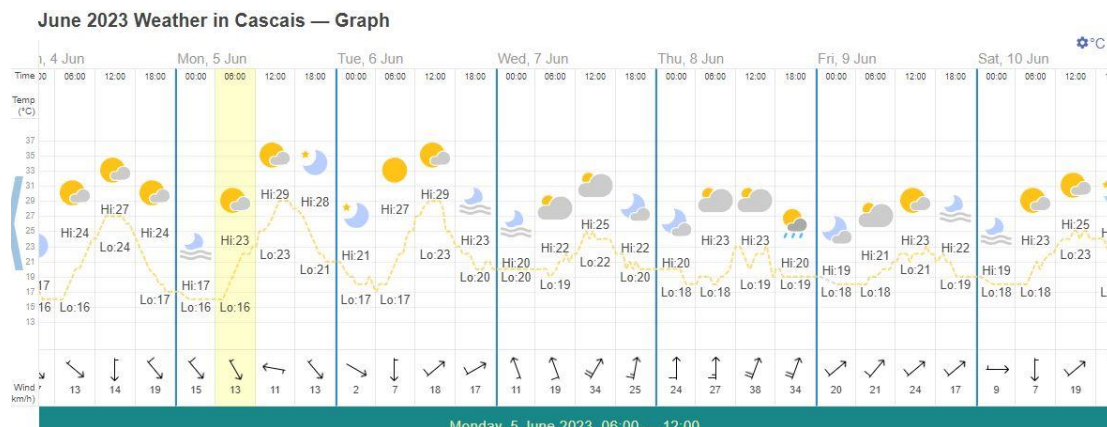 June 2023 Weather in Cascais — Graph
°C
4 Jun Mon, 5 Jun Tue, 6 Jun Wed, 7 Jun Thu, 8 Jun Fri, 9 Jun Sat, 10 Jun
Time 06:00 12:00 18:00 00:00 06:00 12:00 18:00 00:00 06:00 12:00 18:00 00:00 06:00 12:00 18:00 00:00 06:00 12:00 18:00 00:00 06:00 12:00 18:00 00:00 06:00 12:00
Temp
(°C)
37
35
33
31
29
27
25
23
21
19
17
15
13
Hi:24 Hi:27 Hi:24 Hi:17 Hi:23 Hi:29 Hi:28 Hi:21 Hi:27 Hi:29 Hi:23 Hi:20 Hi:22 Hi:25 Hi:22 Hi:20 Hi:23 Hi:23 Hi:20 Hi:19 Hi:21 Hi:23 Hi:22 Hi:19 Hi:23 Hi:25
Lo:16 Lo:24 Lo:17 Lo:16 Lo:16 Lo:23 Lo:21 Lo:17 Lo:17 Lo:23 Lo:20 Lo:20 Lo:19 Lo:22 Lo:20 Lo:18 Lo:18 Lo:19 Lo:19 Lo:18 Lo:18 Lo:21 Lo:19 Lo:18 Lo:18 Lo:23
Wind
km/h)
13 14 19 15 13 11 13 2 7 18 17 11 19 34 25 24 27 38 34 20 21 24 17 9 7 19
Monday, 5 June 2023, 06:00 — 12:00